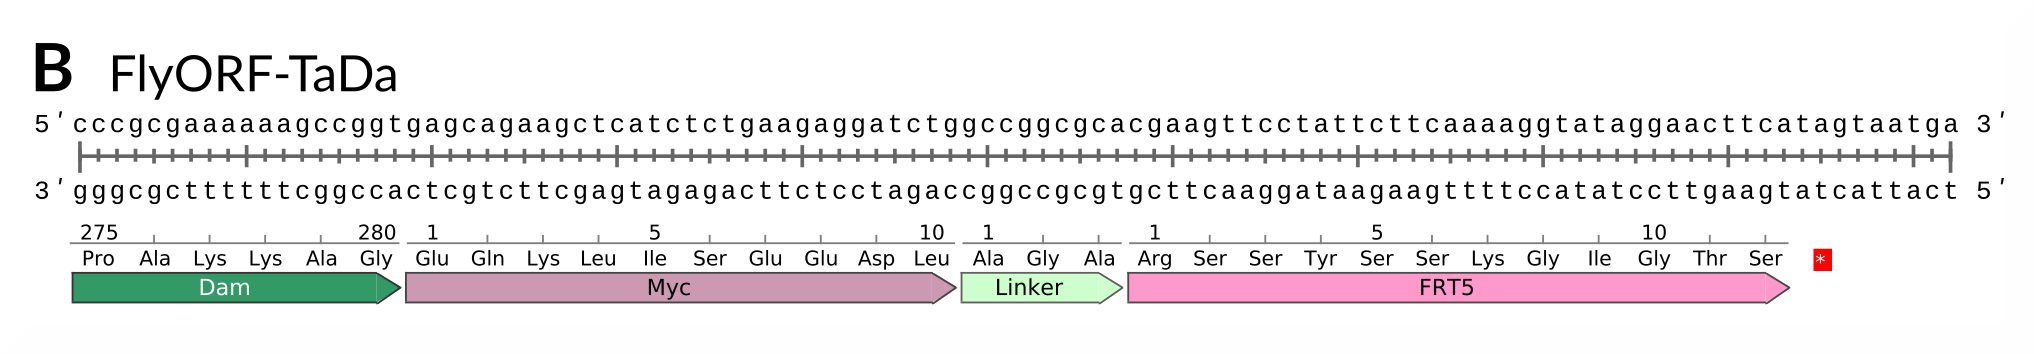 B FlyORF-TaDa
5' cccgcgaaaaaagccggtgagcagaagctcatctctgaagaggatctggccggcgcacgaagttcctattcttcaaaaggtataggaacttcatagtaatga 3'
3' gggcgcttttttcggccactcgtcttcgagtagagacttctcctagaccggccgcgtgcttcaaggataagaagttttccatatccttgaagtatcattact 5'
275 280 1 5 10 1 1 5 10
Pro Ala Lys Lys Ala Gly Glu Gln Lys Leu Ile Ser Glu Glu Asp Leu Ala Gly Ala Arg Ser Ser Tyr Ser Ser Lys Gly Ile Gly Thr Ser *
Dam Myc Linker FRT5